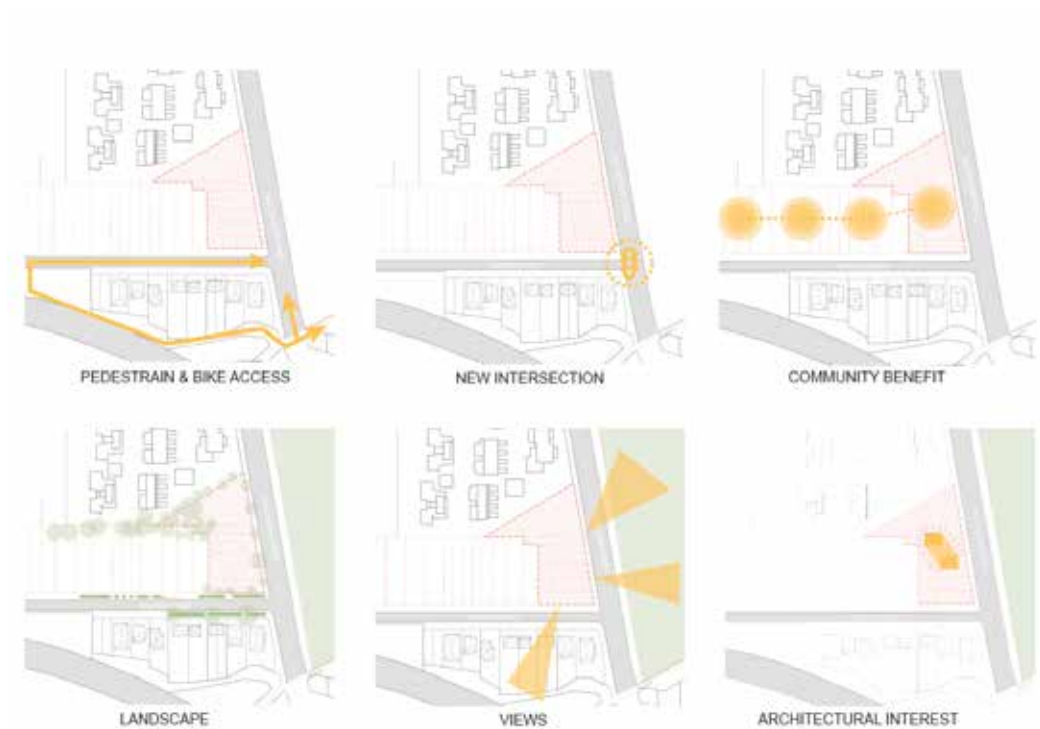 PEDESTRAIN & BIKE ACCESS
NEW INTERSECTION
COMMUNITY BENEFIT
LANDSCAPE
VIEWS
ARCHITECTURAL INTEREST